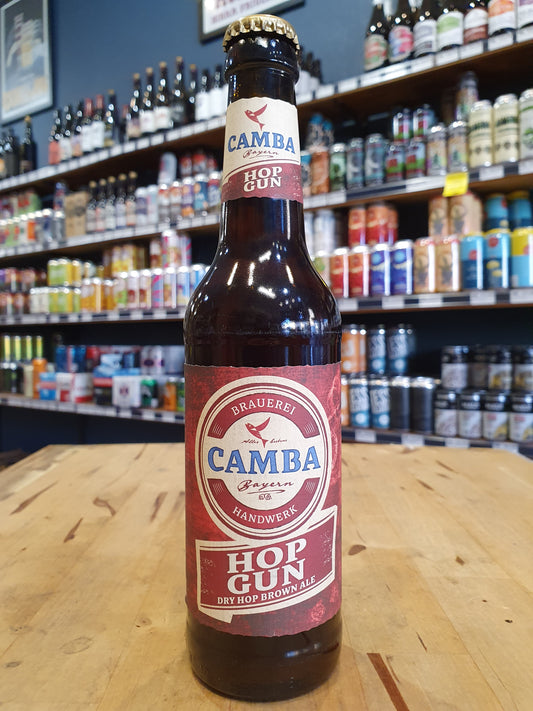 CAMBA
Bayern
HOP
GUN
BRAUEREI
CAMBA
Bayern
HANDWERK
HOP
GUN
DRY HOP BROWN ALE